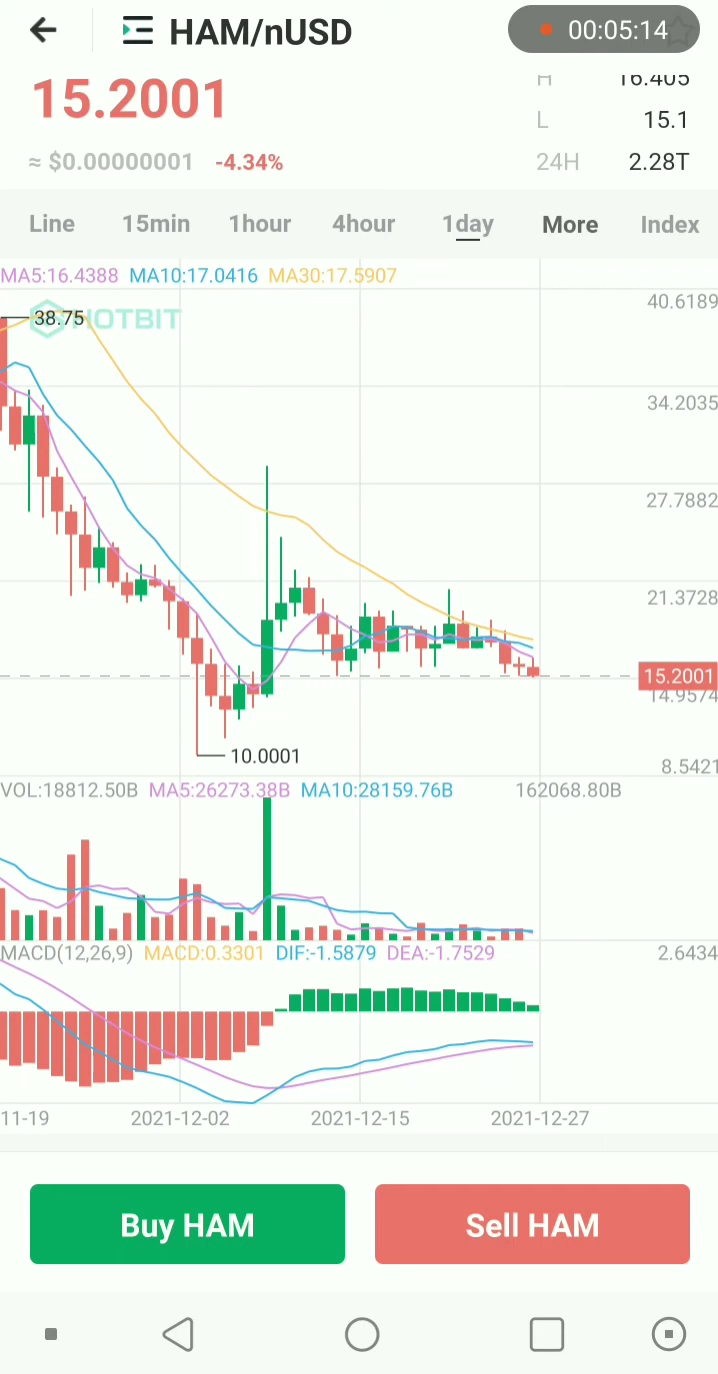 HAM/nUSD 00:05:14
15.2001
H 16.405
L 15.1
≈ $0.00000001 -4.34% 24H 2.28T
Line 15min 1hour 4hour 1day More Index
MA5:16.4388 MA10:17.0416 MA30:17.5907
40.6189
38.75 HOTBIT
34.2035
27.7882
21.3728
15.2001
14.9574
10.0001
8.5421
VOL:18812.50B MA5:26273.38B MA10:28159.76B 162068.80B
MACD(12,26,9) MACD:0.3301 DIF:-1.5879 DEA:-1.7529 2.6434
11-19 2021-12-02 2021-12-15 2021-12-27
Buy HAM Sell HAM